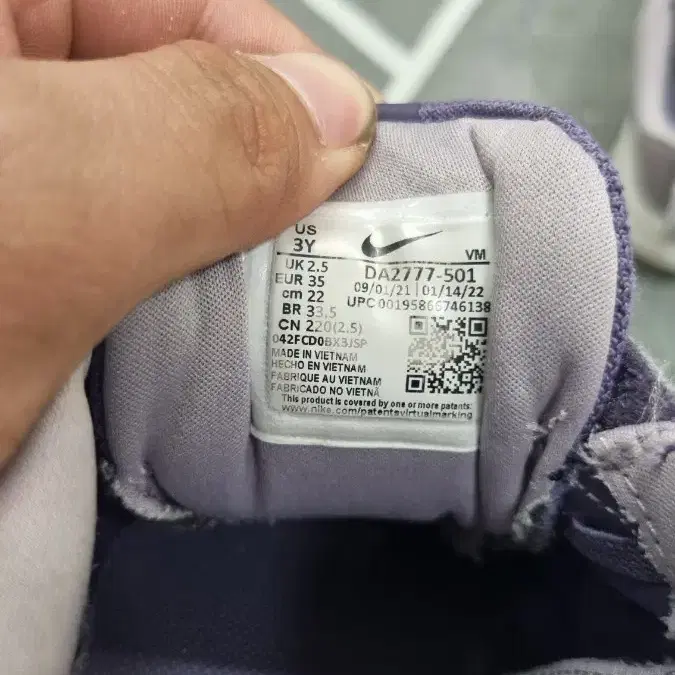 US
3Y
VM
UK 2.5
EUR 35
cm 22
BR 33,5
CN 220(2.5)
DA2777-501
09/01/21 | 01/14/22
UPC 00195866746138
042FCD0BX3JSP
MADE IN VIETNAM
HECHO EN VIETNAM
FABRIQUE AU VIETNAM
FABRICADO NO VIETNÃ
This product is covered by one or more patents:
www.nike.com/patentsvirtualmarking